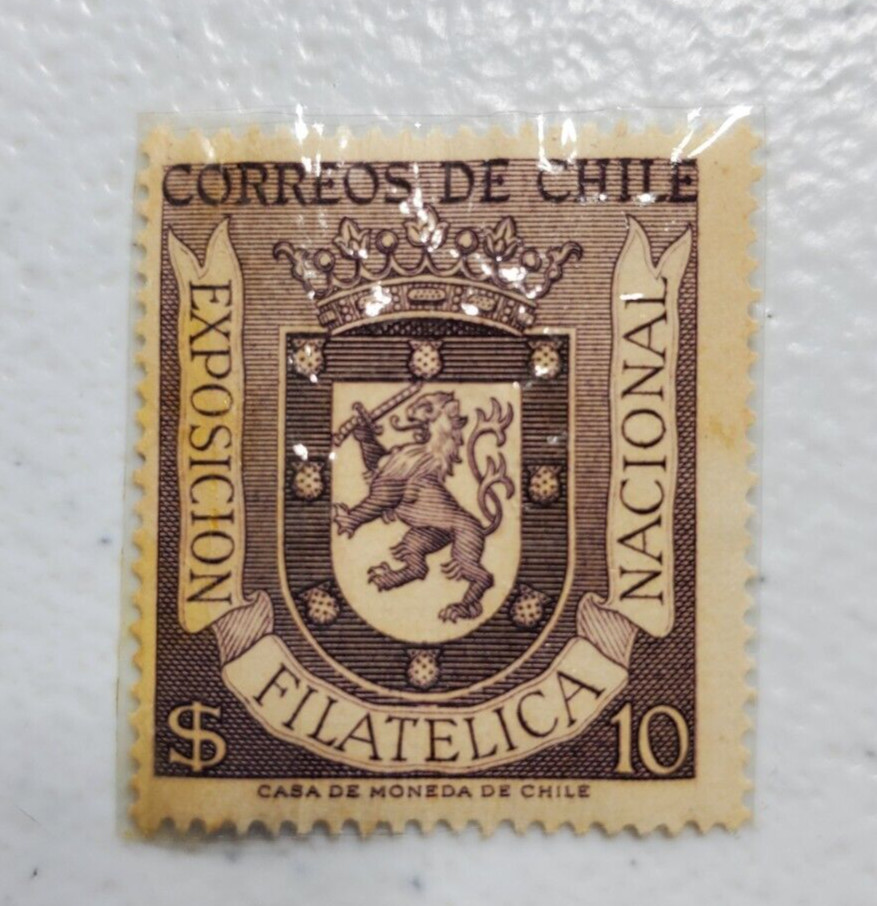 CORREOS DE CHILE
EXPOSICION
FILATELICA
NACIONAL
$ 10
CASA DE MONEDA DE CHILE